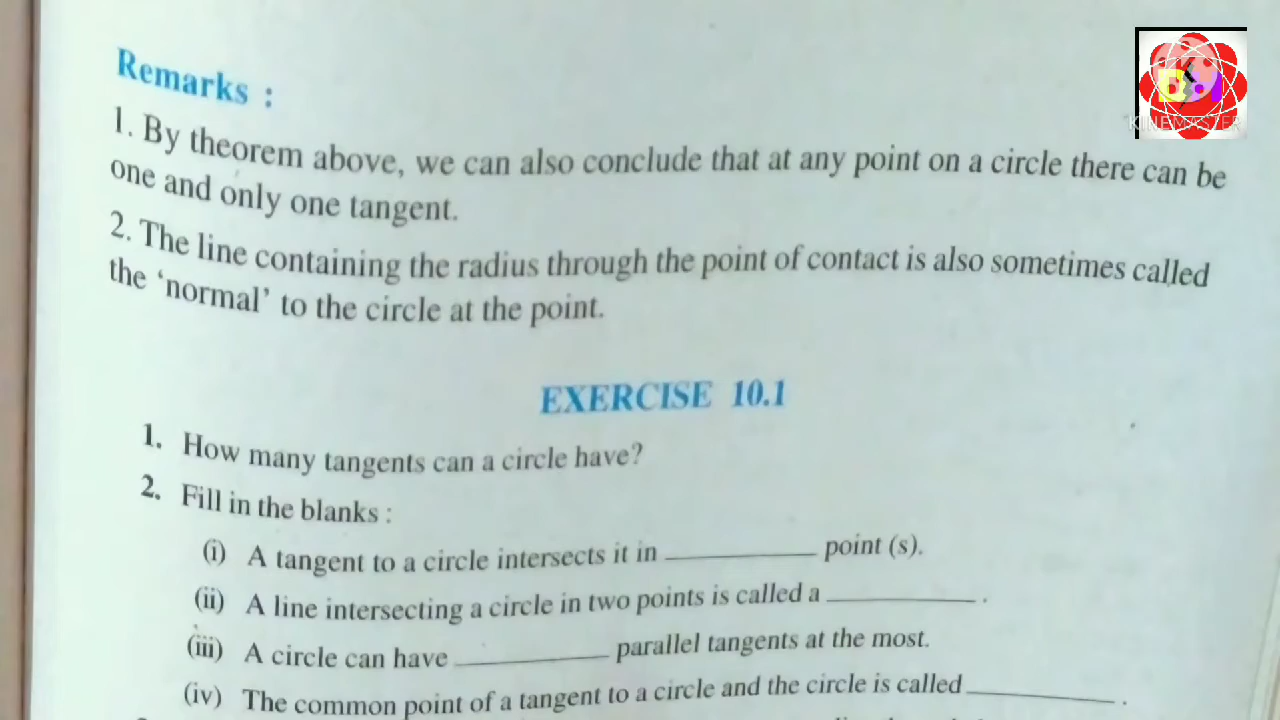 Remarks :
1. By theorem above, we can also conclude that at any point on a circle there can be
one and only one tangent.
2. The line containing the radius through the point of contact is also sometimes called
the ‘normal’ to the circle at the point.
EXERCISE 10.1
1. How many tangents can a circle have?
2. Fill in the blanks :
(i) A tangent to a circle intersects it in __________ point (s).
(ii) A line intersecting a circle in two points is called a __________ .
(iii) A circle can have __________ parallel tangents at the most.
(iv) The common point of a tangent to a circle and the circle is called __________ .
KINEMASTER